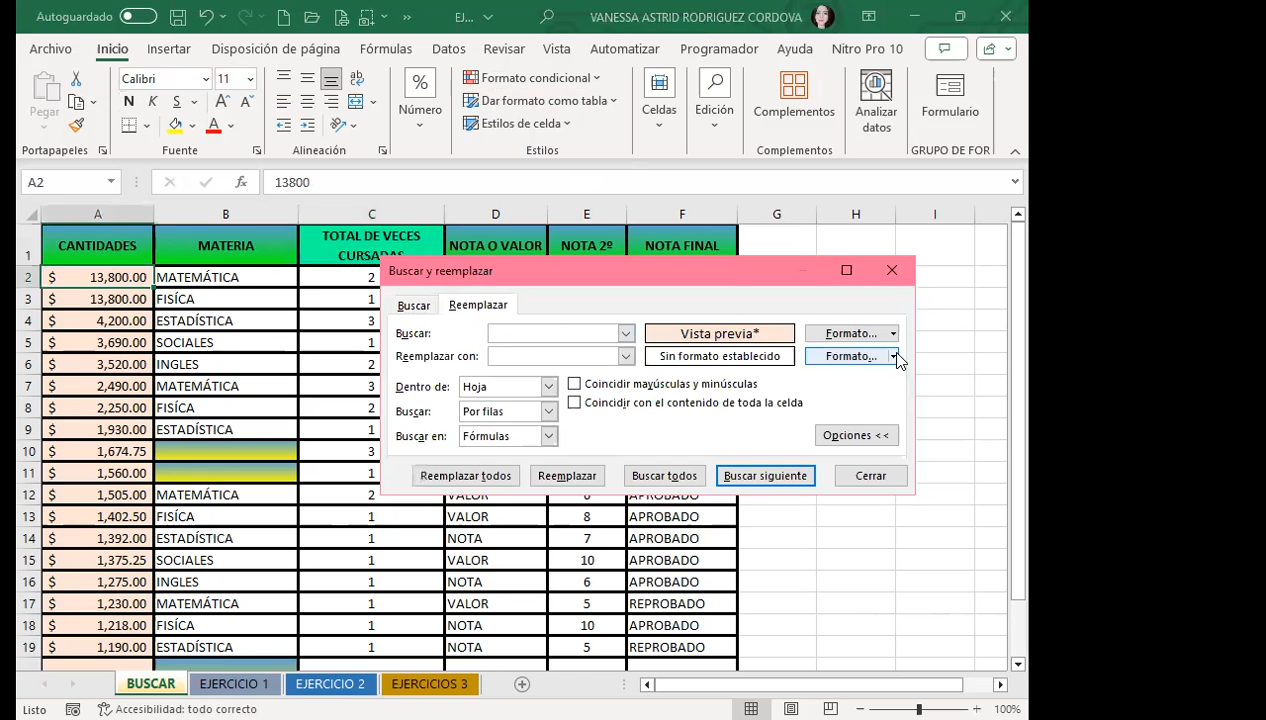 Autoguardado
EJ...
VANESSA ASTRID RODRIGUEZ CORDOVA
Archivo Inicio Insertar Disposición de página Fórmulas Datos Revisar Vista Automatizar Programador Ayuda Nitro Pro 10
Pegar
Calibri 11
N K S
A A
%
Número
Formato condicional
Dar formato como tabla
Estilos de celda
Celdas
Edición
Complementos
Analizar datos
Formulario
Portapapeles Fuente Alineación Estilos Complementos GRUPO DE FOR
A2 fx 13800
A B C D E F G H I
1 CANTIDADES MATERIA TOTAL DE VECES CURSADAS NOTA O VALOR NOTA 2º NOTA FINAL
2 $ 13,800.00 MATEMÁTICA 2
3 $ 13,800.00 FISÍCA 1
4 $ 4,200.00 ESTADÍSTICA 3
5 $ 3,690.00 SOCIALES 1
6 $ 3,520.00 INGLES 2
7 $ 2,490.00 MATEMÁTICA 3
8 $ 2,250.00 FISÍCA 2
9 $ 1,930.00 ESTADÍSTICA 1
10 $ 1,674.75 3
11 $ 1,560.00 1
12 $ 1,505.00 MATEMÁTICA 2 VALOR 6 APROBADO
13 $ 1,402.50 FISÍCA 1 VALOR 8 APROBADO
14 $ 1,392.00 ESTADÍSTICA 1 NOTA 7 APROBADO
15 $ 1,375.25 SOCIALES 1 VALOR 10 APROBADO
16 $ 1,275.00 INGLES 1 NOTA 6 APROBADO
17 $ 1,230.00 MATEMÁTICA 1 VALOR 5 REPROBADO
18 $ 1,218.00 FISÍCA 1 NOTA 10 APROBADO
19 $ 1,190.00 ESTADÍSTICA 1 NOTA 5 REPROBADO
Buscar y reemplazar
Buscar Reemplazar
Buscar: Vista previa* Formato...
Reemplazar con: Sin formato establecido Formato...
Dentro de: Hoja Coincidir mayúsculas y minúsculas
Buscar: Por filas Coincidir con el contenido de toda la celda
Buscar en: Fórmulas Opciones <<
Reemplazar todos Reemplazar Buscar todos Buscar siguiente Cerrar
BUSCAR EJERCICIO 1 EJERCICIO 2 EJERCICIOS 3
Listo Accesibilidad: todo correcto 100%